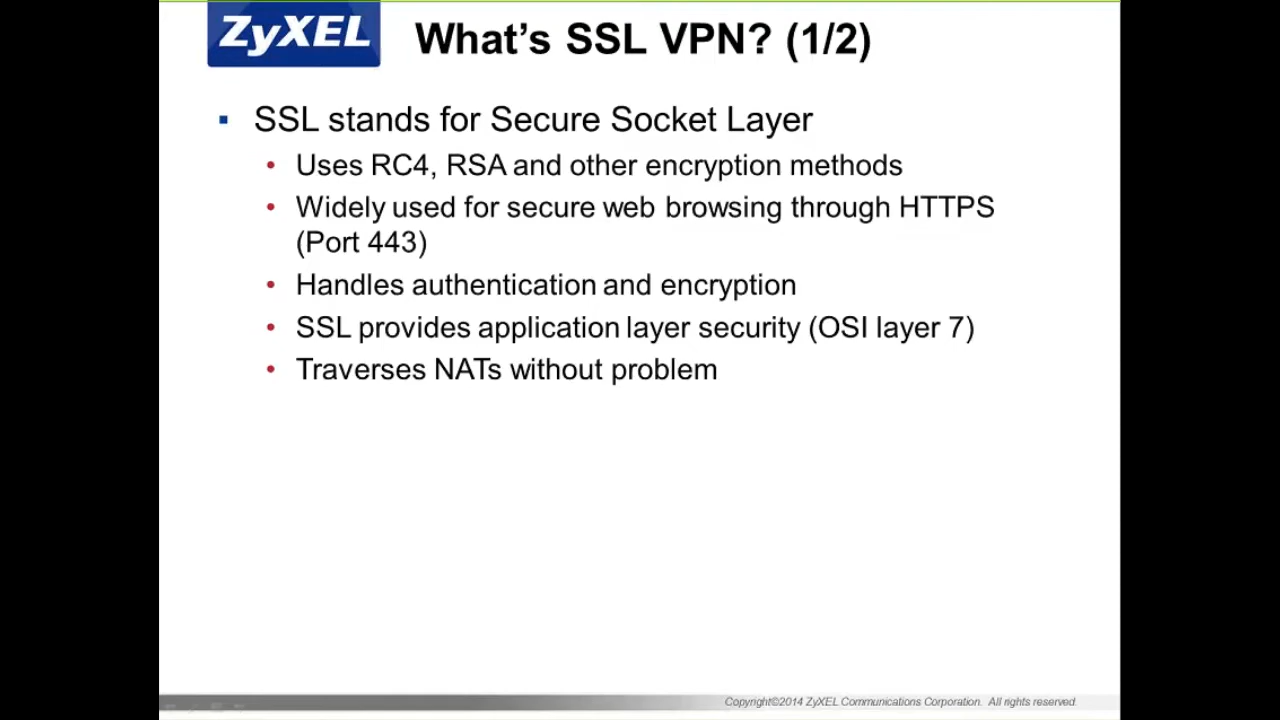 ZyXEL
What's SSL VPN? (1/2)
▪ SSL stands for Secure Socket Layer
• Uses RC4, RSA and other encryption methods
• Widely used for secure web browsing through HTTPS
(Port 443)
• Handles authentication and encryption
• SSL provides application layer security (OSI layer 7)
• Traverses NATs without problem
Copyright©2014 ZyXEL Communications Corporation. All rights reserved.